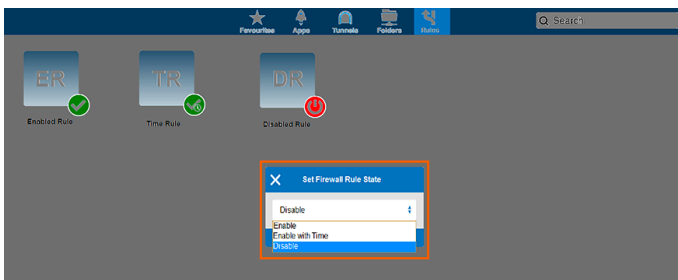 Favourites Apps Tunnels Folders Rules
Search
ER TR DR
Enabled Rule Time Rule Disabled Rule
Set Firewall Rule State
Disable
Enable
Enable with Time
Disable